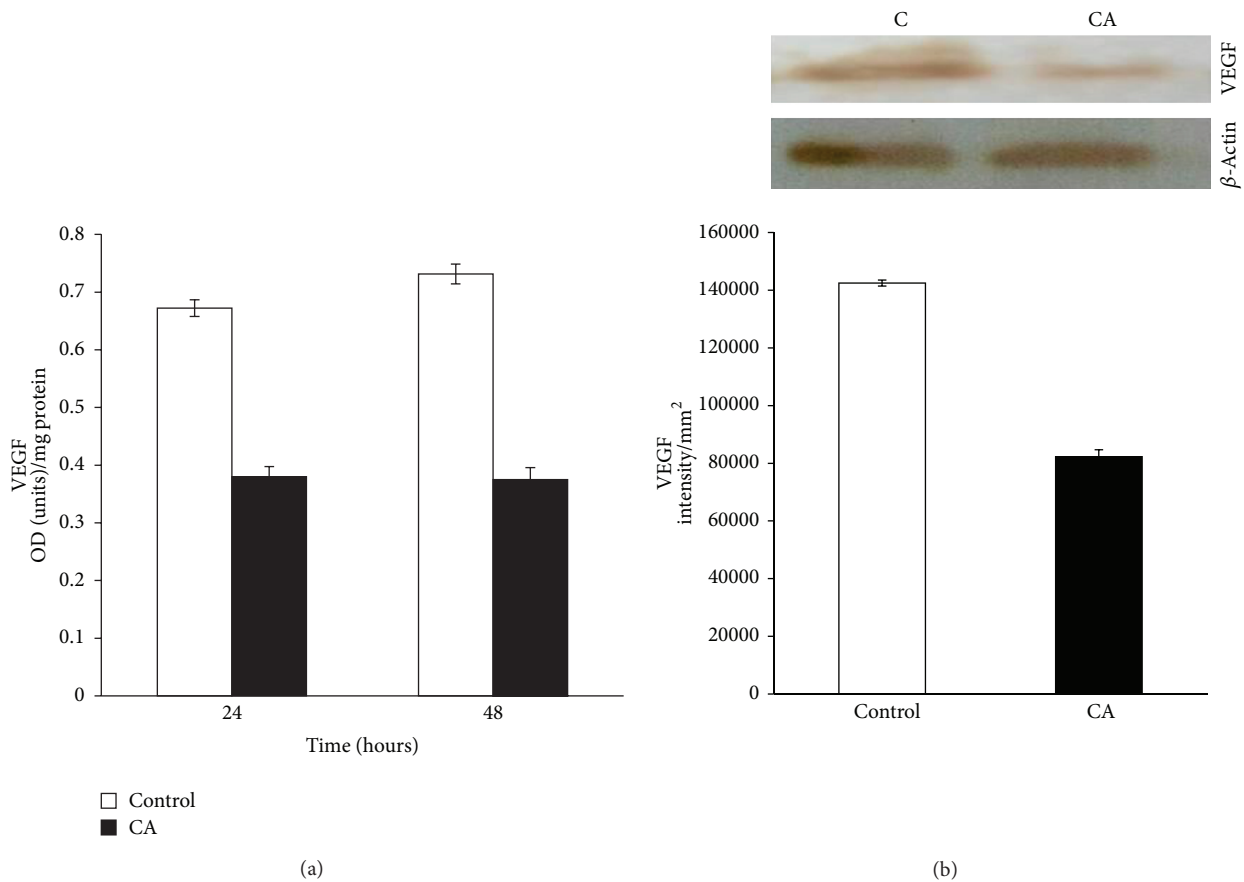 0.8
0.7
0.6
0.5
0.4
0.3
0.2
0.1
0
VEGF
OD (units)/mg protein
24
48
Time (hours)
Control
CA
(a)
C
CA
VEGF
β-Actin
160000
140000
120000
100000
80000
60000
40000
20000
0
VEGF
intensity/mm²
Control
CA
(b)